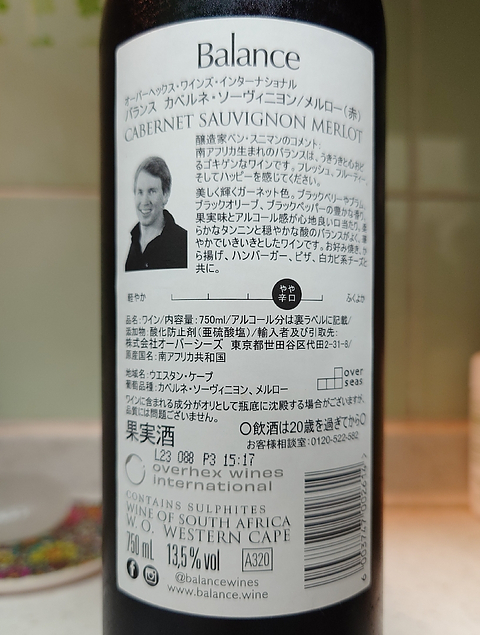 Balance
オーバーヘックス・ワインズ・インターナショナル
バランス カベルネ・ソーヴィニヨン/メルロー(赤)
CABERNET SAUVIGNON MERLOT
醸造家ベン・スニマンのコメント:
南アフリカ生まれのバランスは、うきうきと心おど
るゴキゲンなワインです。フレッシュ、フルーティー、
そしてハッピーを感じてください。
美しく輝くガーネット色。ブラックベリーやプラム、
ブラックオリーブ、ブラックペッパーの豊かな香り。
果実味とアルコール感が心地良い口当たり。柔
らかなタンニンと穏やかな酸のバランスがよく、華
やかでいきいきとしたワインです。お好み焼き、か
ら揚げ、ハンバーガー、ピザ、白カビ系チーズと
共に。
軽やか やや辛口 ふくよか
品名:ワイン/内容量:750ml/アルコール分は裏ラベルに記載/
添加物:酸化防止剤(亜硫酸塩)/輸入者及び引取先:
株式会社オーバーシーズ 東京都世田谷区代田2-31-8/
原産国名:南アフリカ共和国
地域名:ウエスタン・ケープ
葡萄品種:カベルネ・ソーヴィニヨン、メルロー
over
seas
ワインに含まれる成分がオリとして瓶底に沈殿する場合がございますが、
品質には問題ございません。
果実酒
〇飲酒は20歳を過ぎてから〇
お客様相談室:0120-522-582
L23 088 P3 15:17
overhex wines
international
CONTAINS SULPHITES
WINE OF SOUTH AFRICA
W.O. WESTERN CAPE
750 mL 13,5% vol A320
@balancewines
www.balance.wine